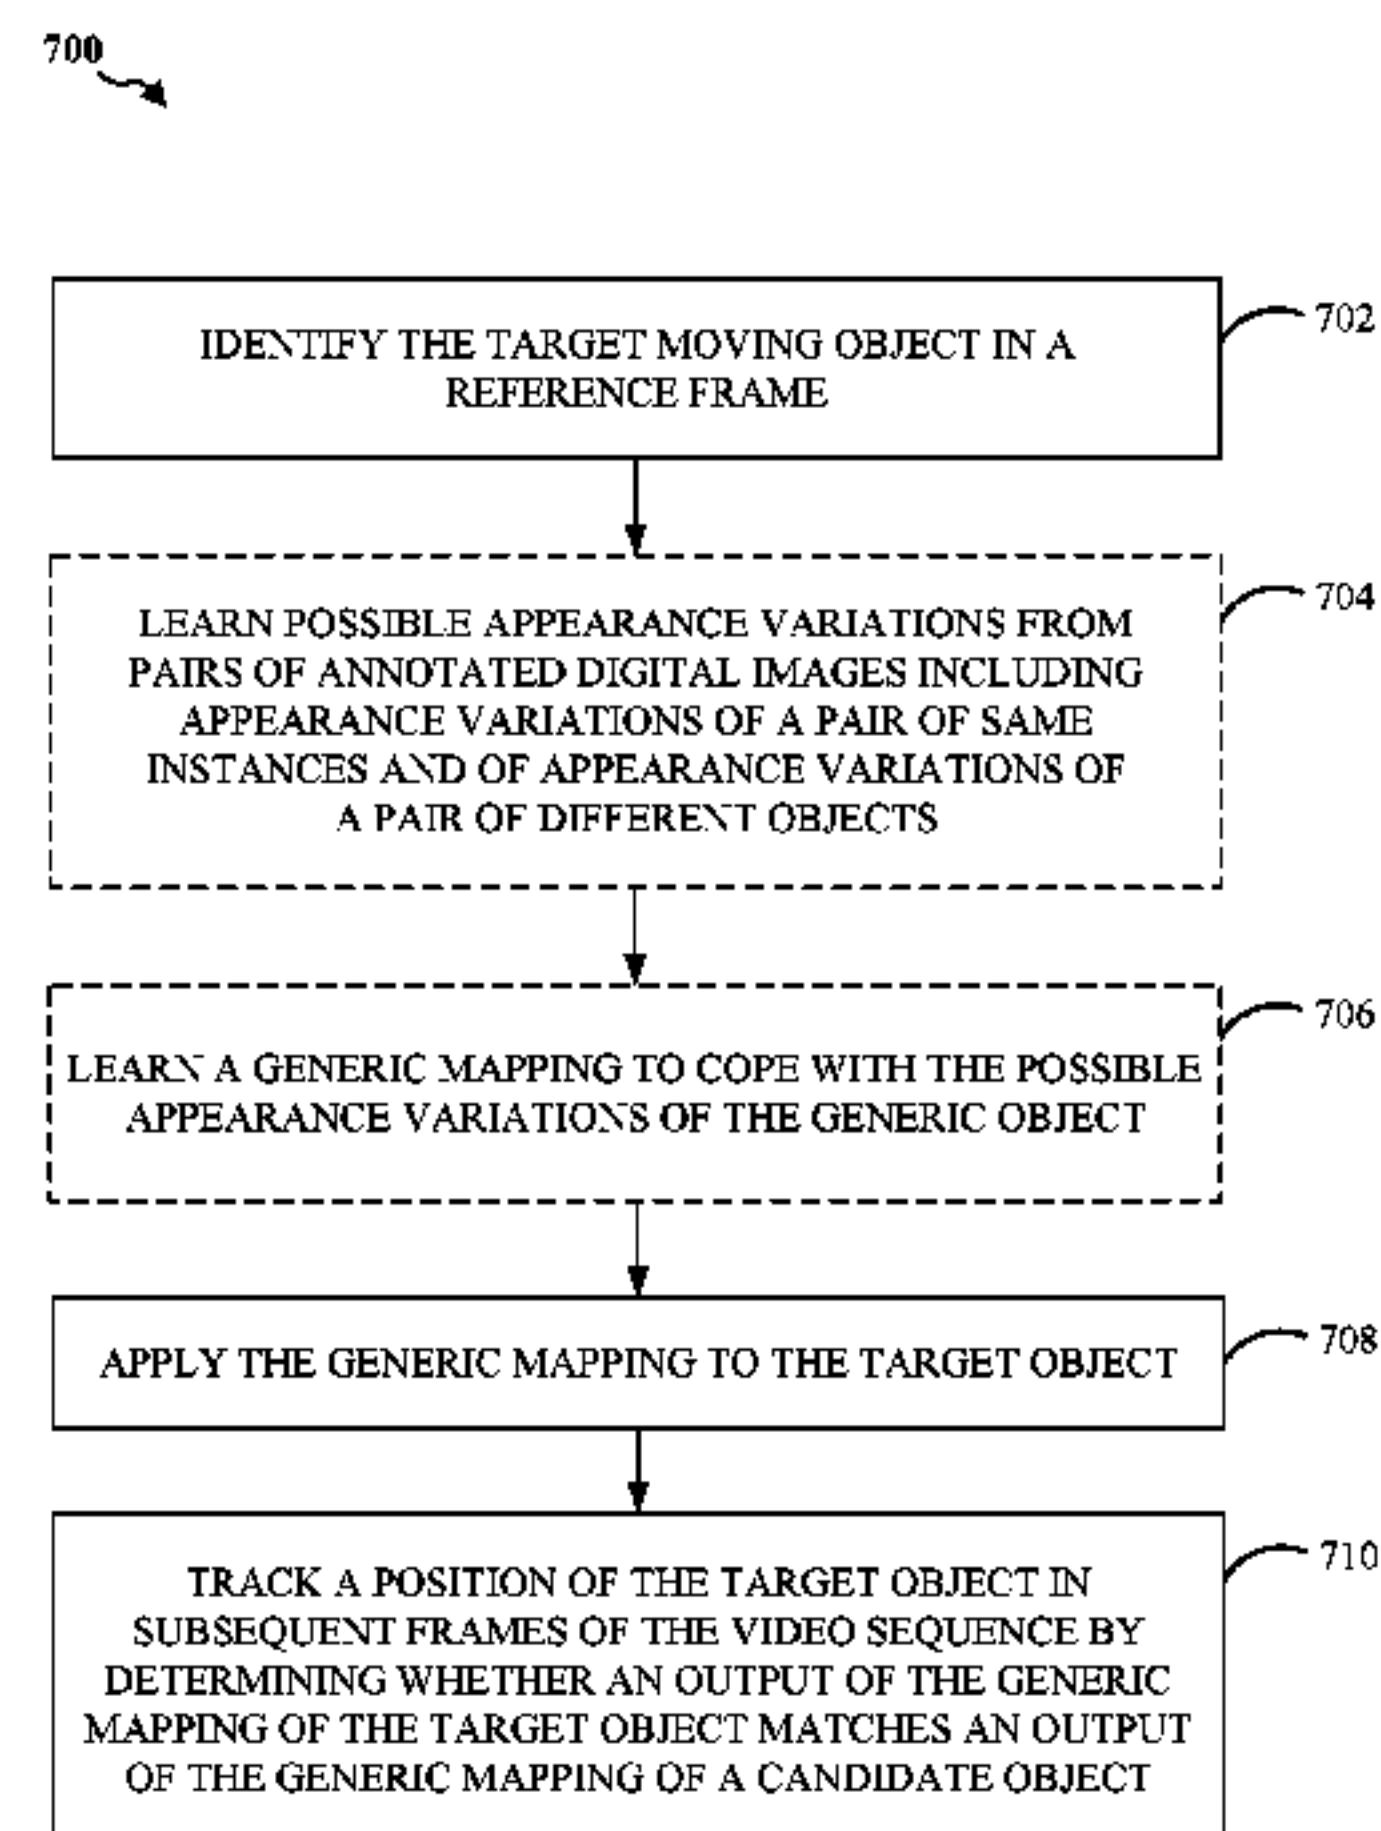 700
IDENTIFY THE TARGET MOVING OBJECT IN A
REFERENCE FRAME
702
LEARN POSSIBLE APPEARANCE VARIATIONS FROM
PAIRS OF ANNOTATED DIGITAL IMAGES INCLUDING
APPEARANCE VARIATIONS OF A PAIR OF SAME
INSTANCES AND OF APPEARANCE VARIATIONS OF
A PAIR OF DIFFERENT OBJECTS
704
LEARN A GENERIC MAPPING TO COPE WITH THE POSSIBLE
APPEARANCE VARIATIONS OF THE GENERIC OBJECT
706
APPLY THE GENERIC MAPPING TO THE TARGET OBJECT
708
TRACK A POSITION OF THE TARGET OBJECT IN
SUBSEQUENT FRAMES OF THE VIDEO SEQUENCE BY
DETERMINING WHETHER AN OUTPUT OF THE GENERIC
MAPPING OF THE TARGET OBJECT MATCHES AN OUTPUT
OF THE GENERIC MAPPING OF A CANDIDATE OBJECT
710